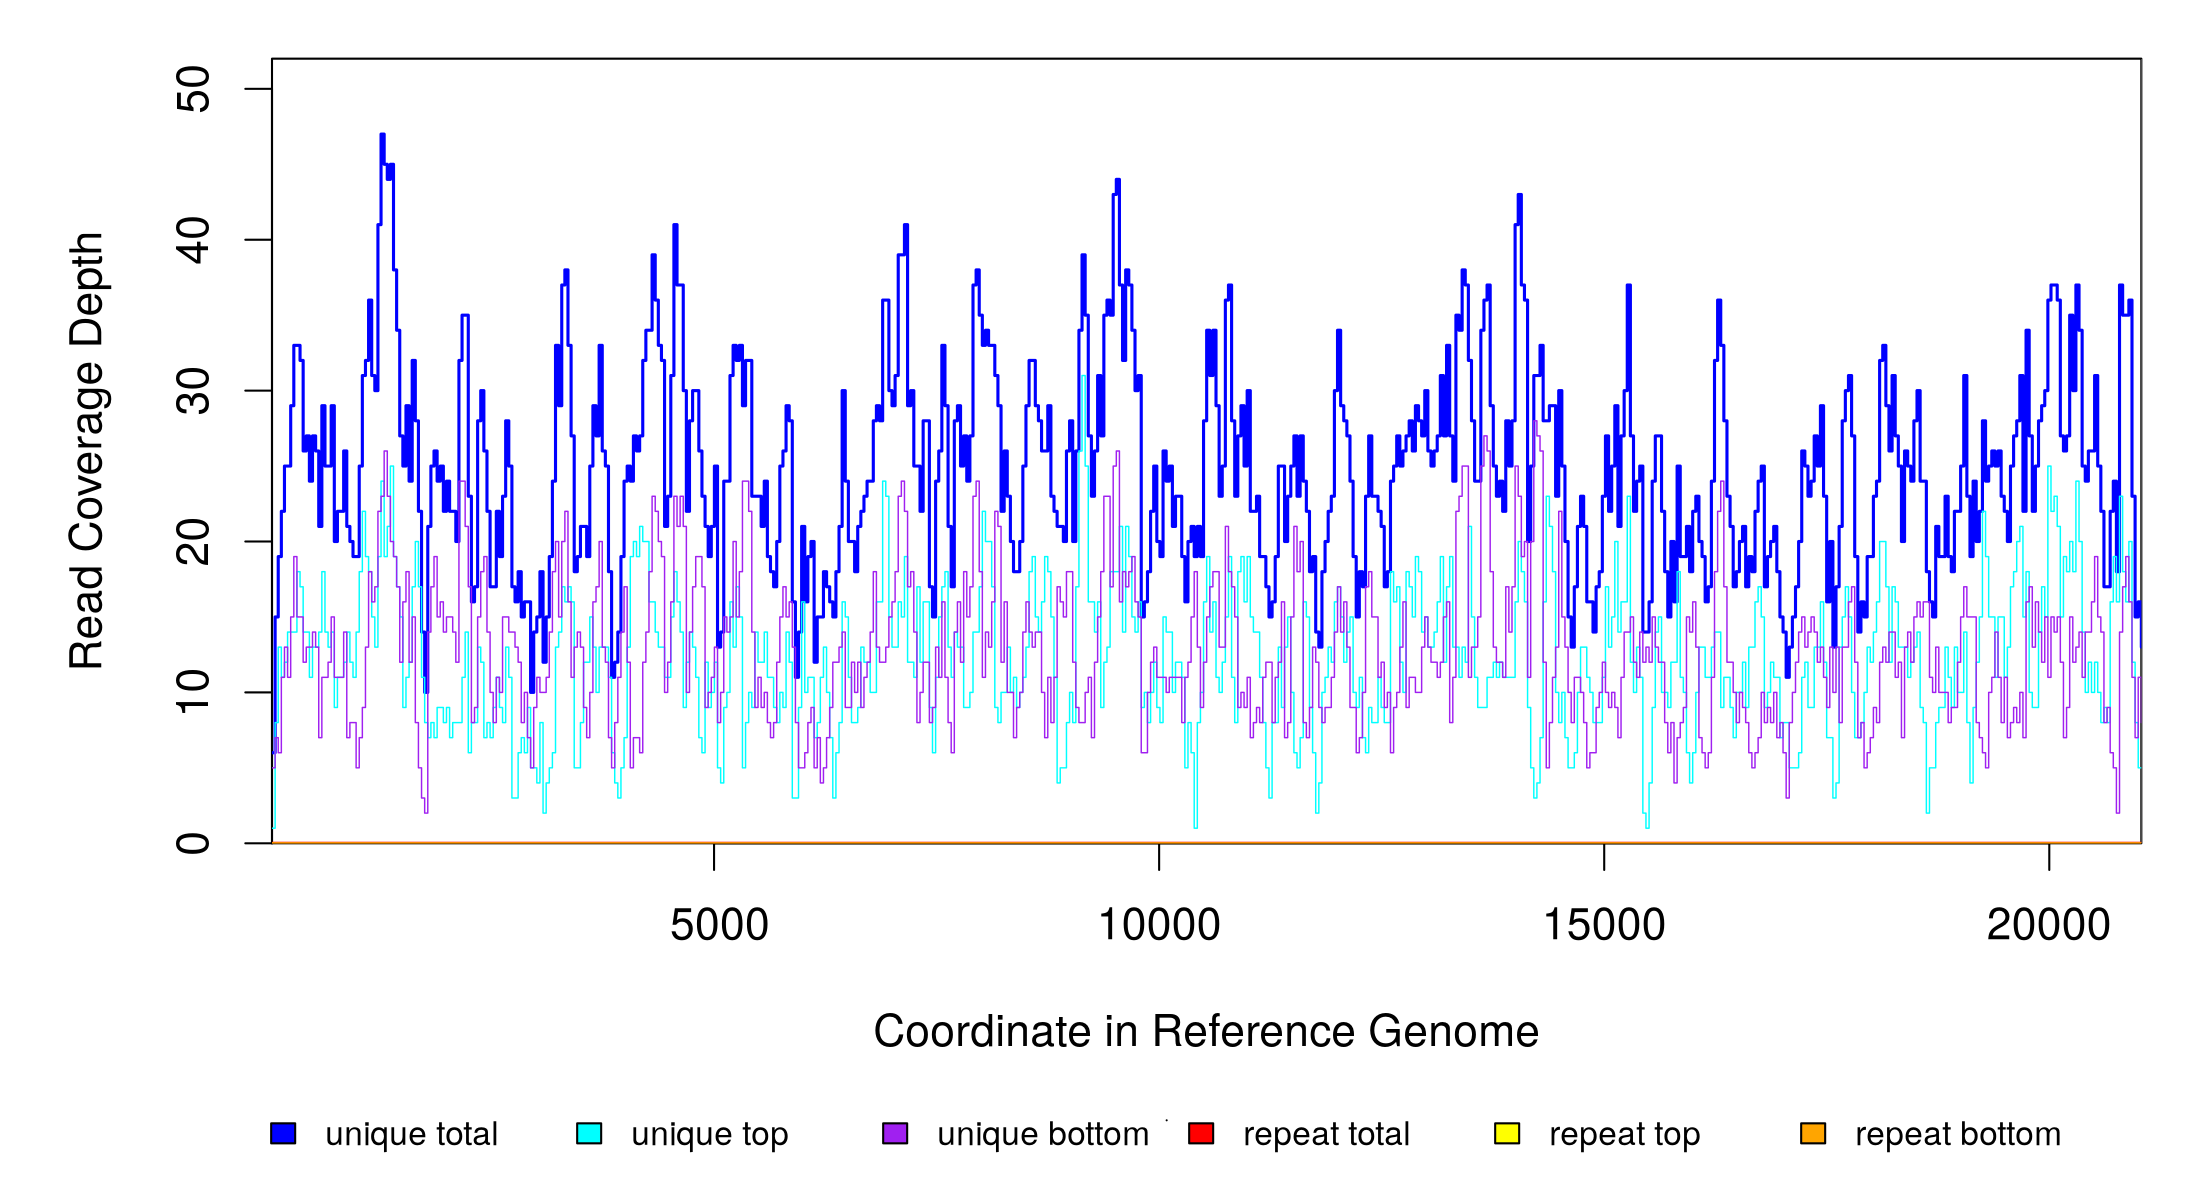 50
40
30
20
10
0
Read Coverage Depth
5000 10000 15000 20000
Coordinate in Reference Genome
unique total unique top unique bottom repeat total repeat top repeat bottom